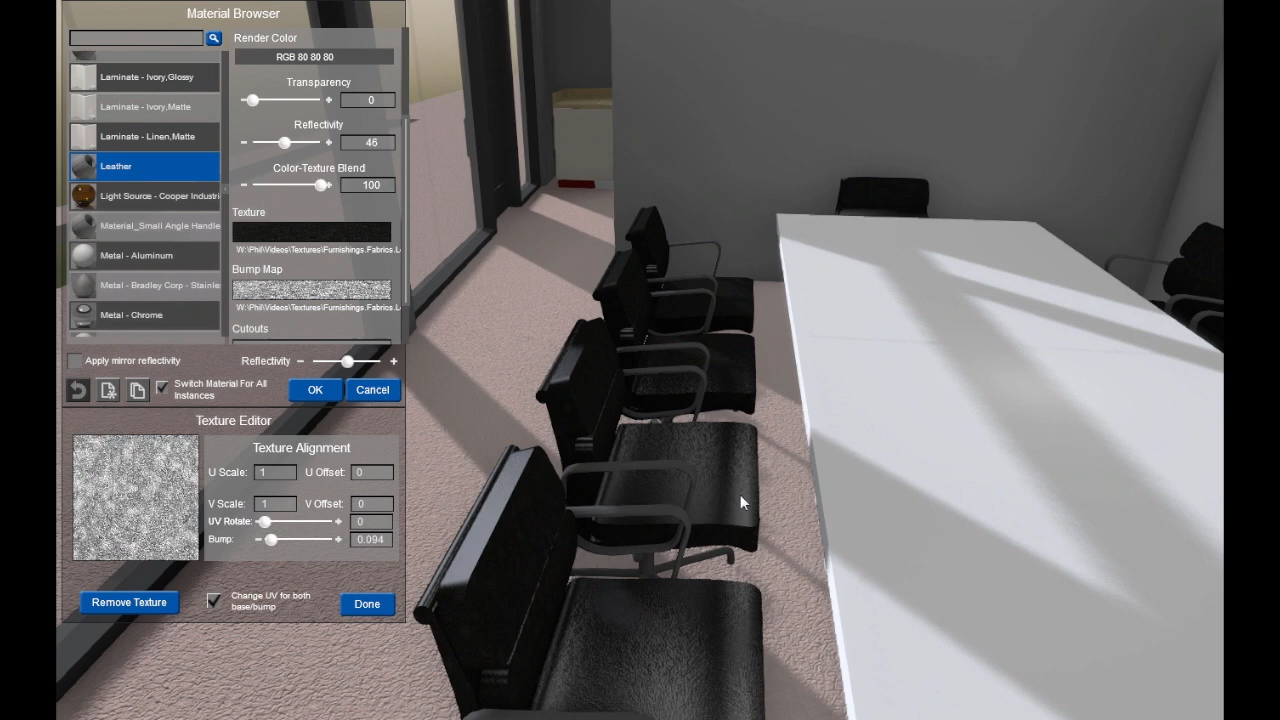 Material Browser
Render Color
RGB 80 80 80
Laminate - Ivory,Glossy
Transparency
0
Laminate - Ivory,Matte
Reflectivity
46
Laminate - Linen,Matte
Leather
Color-Texture Blend
100
Light Source - Cooper Industri
Texture
Material_Small Angle Handle
W:\Phil\Videos\Textures\Furnishings.Fabrics.L
Metal - Aluminum
Bump Map
Metal - Bradley Corp - Stainle
W:\Phil\Videos\Textures\Furnishings.Fabrics.L
Metal - Chrome
Cutouts
Apply mirror reflectivity
Reflectivity
Switch Material For All
Instances
OK
Cancel
Texture Editor
Texture Alignment
U Scale: 1 U Offset: 0
V Scale: 1 V Offset: 0
UV Rotate: 0
Bump: 0.094
Remove Texture
Change UV for both
base/bump
Done